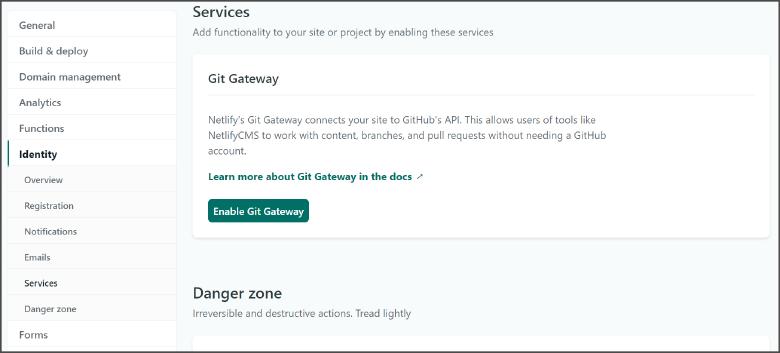 General
Build & deploy
Domain management
Analytics
Functions
Identity
Overview
Registration
Notifications
Emails
Services
Danger zone
Forms
Services
Add functionality to your site or project by enabling these services
Git Gateway
Netlify's Git Gateway connects your site to GitHub's API. This allows users of tools like
NetlifyCMS to work with content, branches, and pull requests without needing a GitHub
account.
Learn more about Git Gateway in the docs ↗
Enable Git Gateway
Danger zone
Irreversible and destructive actions. Tread lightly